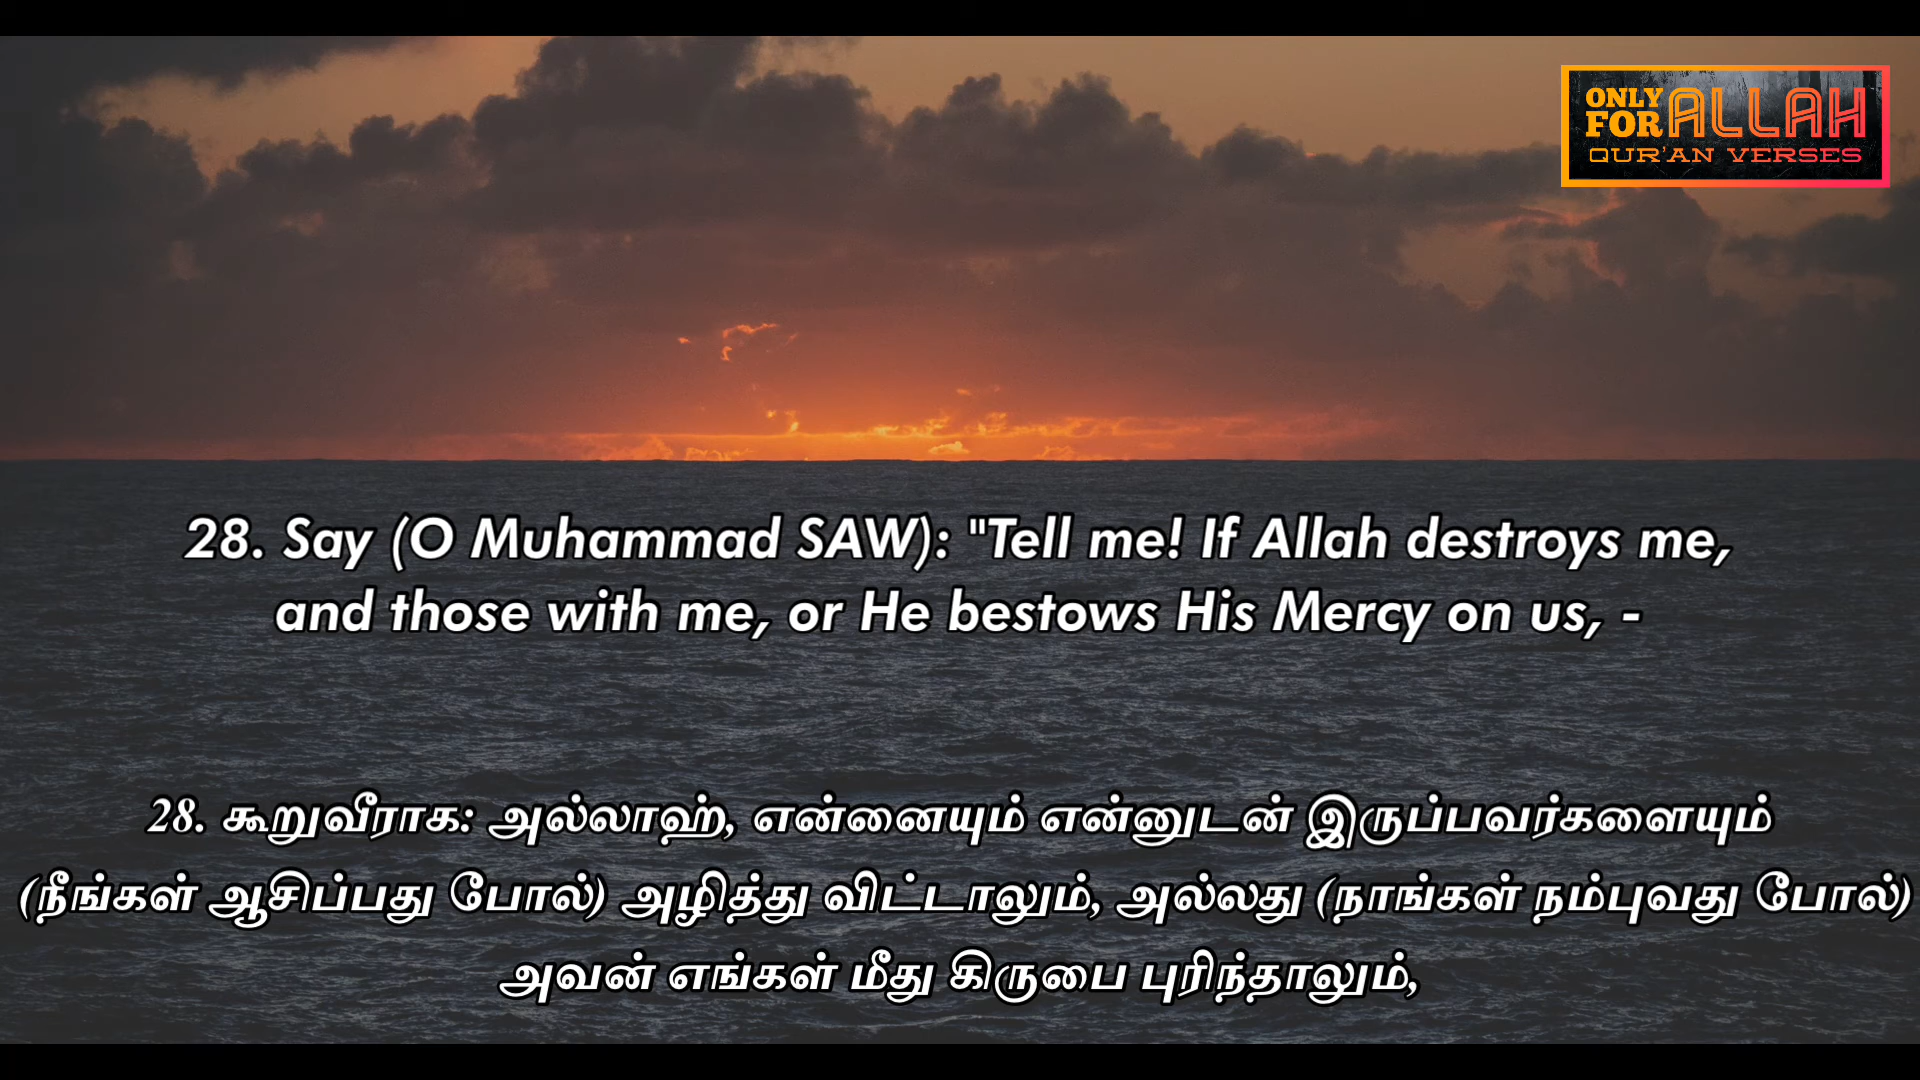 ONLY FOR ALLAH
QUR'AN VERSES
28. Say (O Muhammad SAW): "Tell me! If Allah destroys me,
and those with me, or He bestows His Mercy on us, -
28. கூறுவீராக: அல்லாஹ், என்னையும் என்னுடன் இருப்பவர்களையும்
(நீங்கள் ஆசிப்பது போல்) அழித்து விட்டாலும், அல்லது (நாங்கள் நம்புவது போல்)
அவன் எங்கள் மீது கிருபை புரிந்தாலும்,